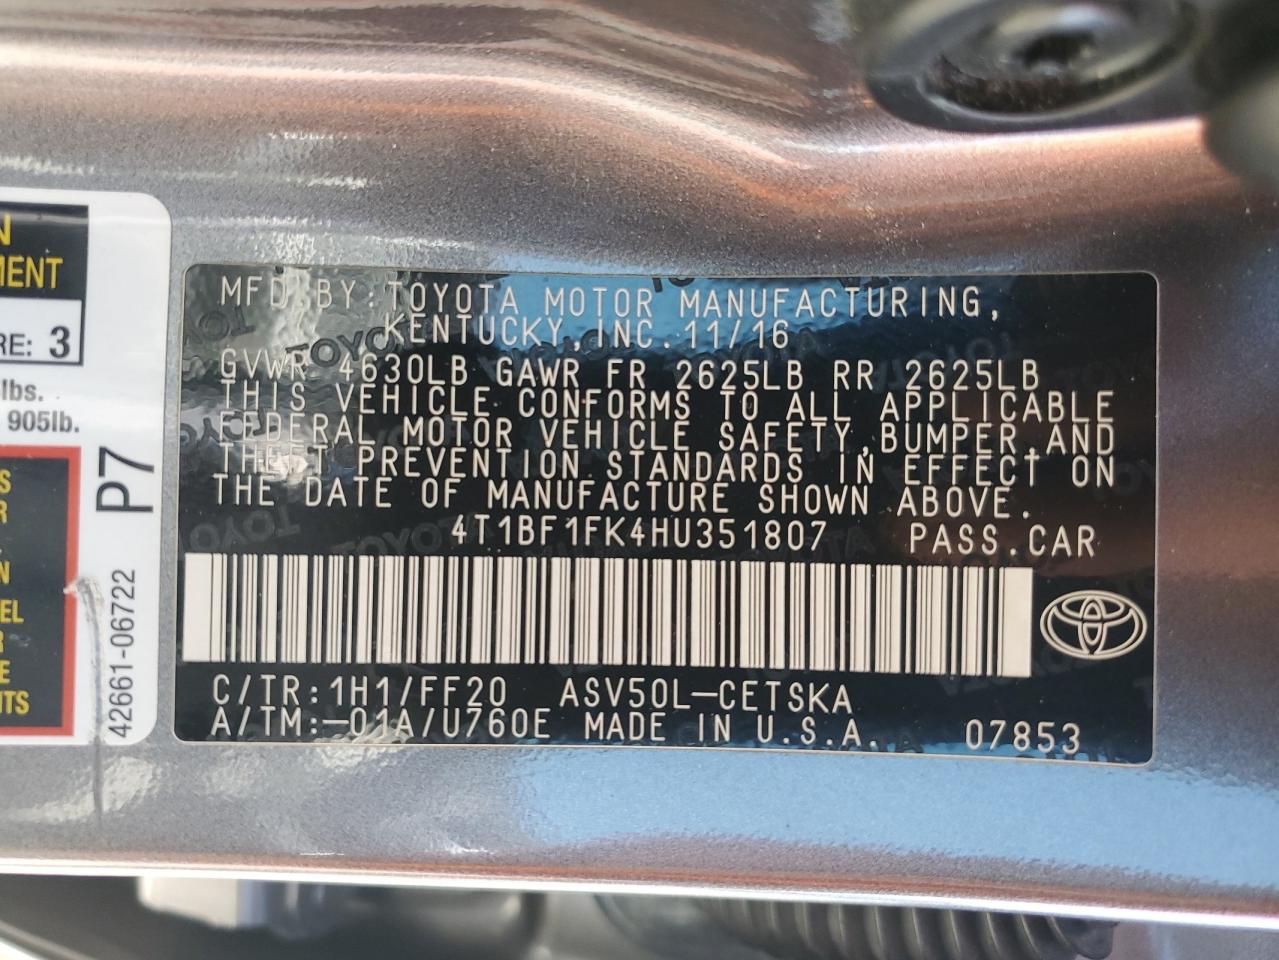 N
MENT
RE: 3
lbs.
905lb.
S
R
N
EL
R
E
NTS
P7
42661-06722
MFD BY:TOYOTA MOTOR MANUFACTURING,
KENTUCKY,INC. 11/16
GVWR 4630LB GAWR FR 2625LB RR 2625LB
THIS VEHICLE CONFORMS TO ALL APPLICABLE
FEDERAL MOTOR VEHICLE SAFETY,BUMPER,AND
THEFT PREVENTION STANDARDS IN EFFECT ON
THE DATE OF MANUFACTURE SHOWN ABOVE.
4T1BF1FK4HU351807 PASS.CAR
C/TR:1H1/FF20 ASV50L-CETSKA
A/TM:-01A/U760E MADE IN U.S.A. 07853